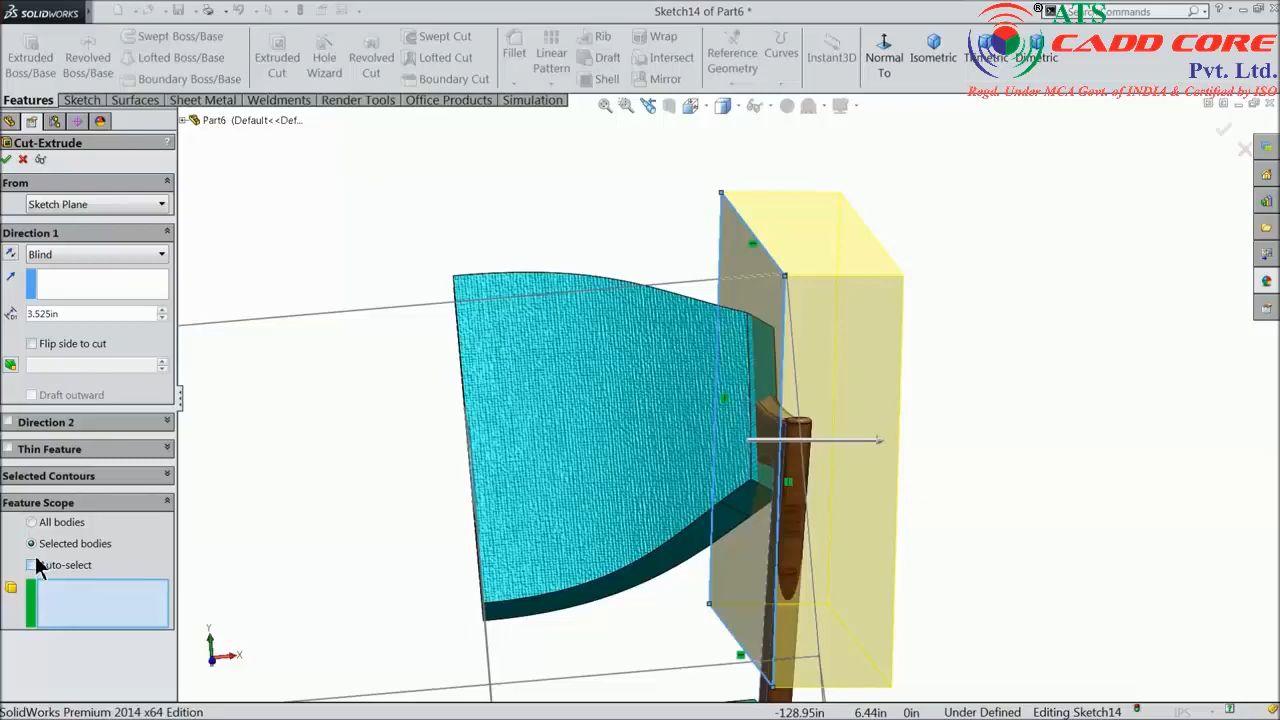 SOLIDWORKS
Sketch14 of Part6 *
Commands
ATS
CADD CORE
Pvt. Ltd.
Regd. Under MCA Govt. of INDIA & Certified by ISO
Extruded Boss/Base
Revolved Boss/Base
Swept Boss/Base
Lofted Boss/Base
Boundary Boss/Base
Extruded Cut
Hole Wizard
Revolved Cut
Swept Cut
Lofted Cut
Boundary Cut
Fillet
Linear Pattern
Rib
Draft
Shell
Wrap
Intersect
Mirror
Reference Geometry
Curves
Instant3D
Normal To
Isometric
Dimetric
Features
Sketch
Surfaces
Sheet Metal
Weldments
Render Tools
Office Products
Simulation
Part6 (Default<<Def...
Cut-Extrude
From
Sketch Plane
Direction 1
Blind
3.525in
Flip side to cut
Draft outward
Direction 2
Thin Feature
Selected Contours
Feature Scope
All bodies
Selected bodies
Y
X
SolidWorks Premium 2014 x64 Edition
-128.95in
6.44in
0in
Under Defined
Editing Sketch14
IPS